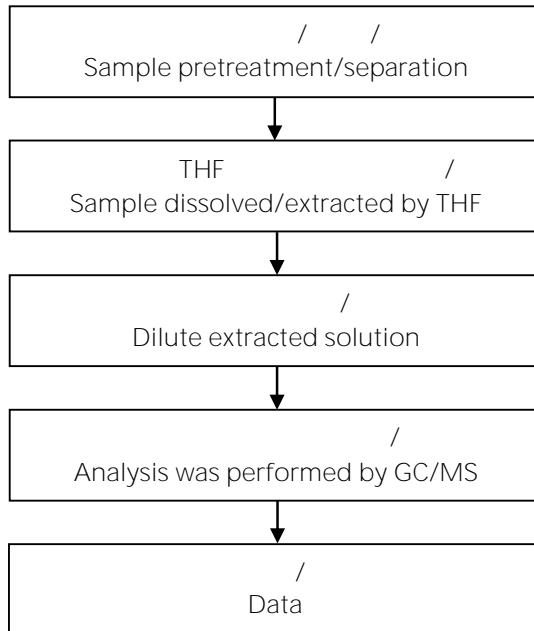 / /
Sample pretreatment/separation
THF /
Sample dissolved/extracted by THF
/
Dilute extracted solution
/
Analysis was performed by GC/MS
/
Data